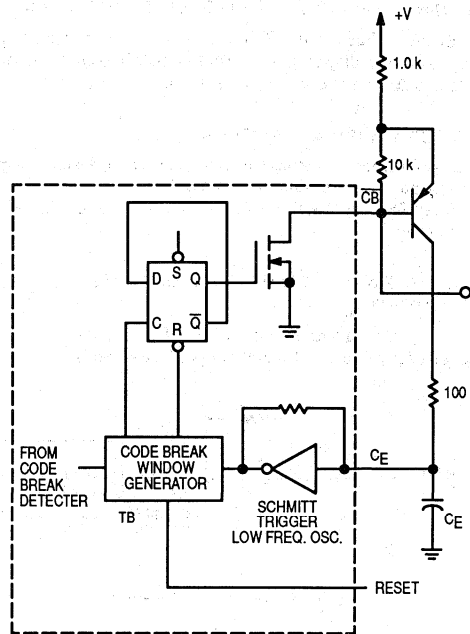 +V
1.0 k
10 k
CB
D
S
Q
C
R
Q
100
FROM
CODE
BREAK
DETECTER
CODE BREAK
WINDOW
GENERATOR
TB
CE
SCHMITT
TRIGGER
LOW FREQ. OSC.
CE
RESET